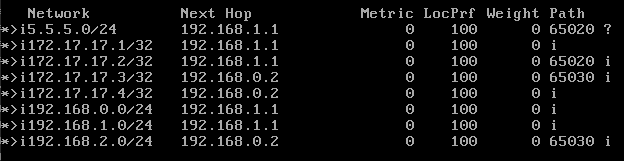 Network Next Hop Metric LocPrf Weight Path
*>i5.5.5.0/24 192.168.1.1 0 100 0 65020 ?
*>i172.17.17.1/32 192.168.1.1 0 100 0 i
*>i172.17.17.2/32 192.168.1.1 0 100 0 65020 i
*>i172.17.17.3/32 192.168.0.2 0 100 0 65030 i
*>i172.17.17.4/32 192.168.0.2 0 100 0 i
*>i192.168.0.0/24 192.168.1.1 0 100 0 i
*>i192.168.1.0/24 192.168.1.1 0 100 0 i
*>i192.168.2.0/24 192.168.0.2 0 100 0 65030 i